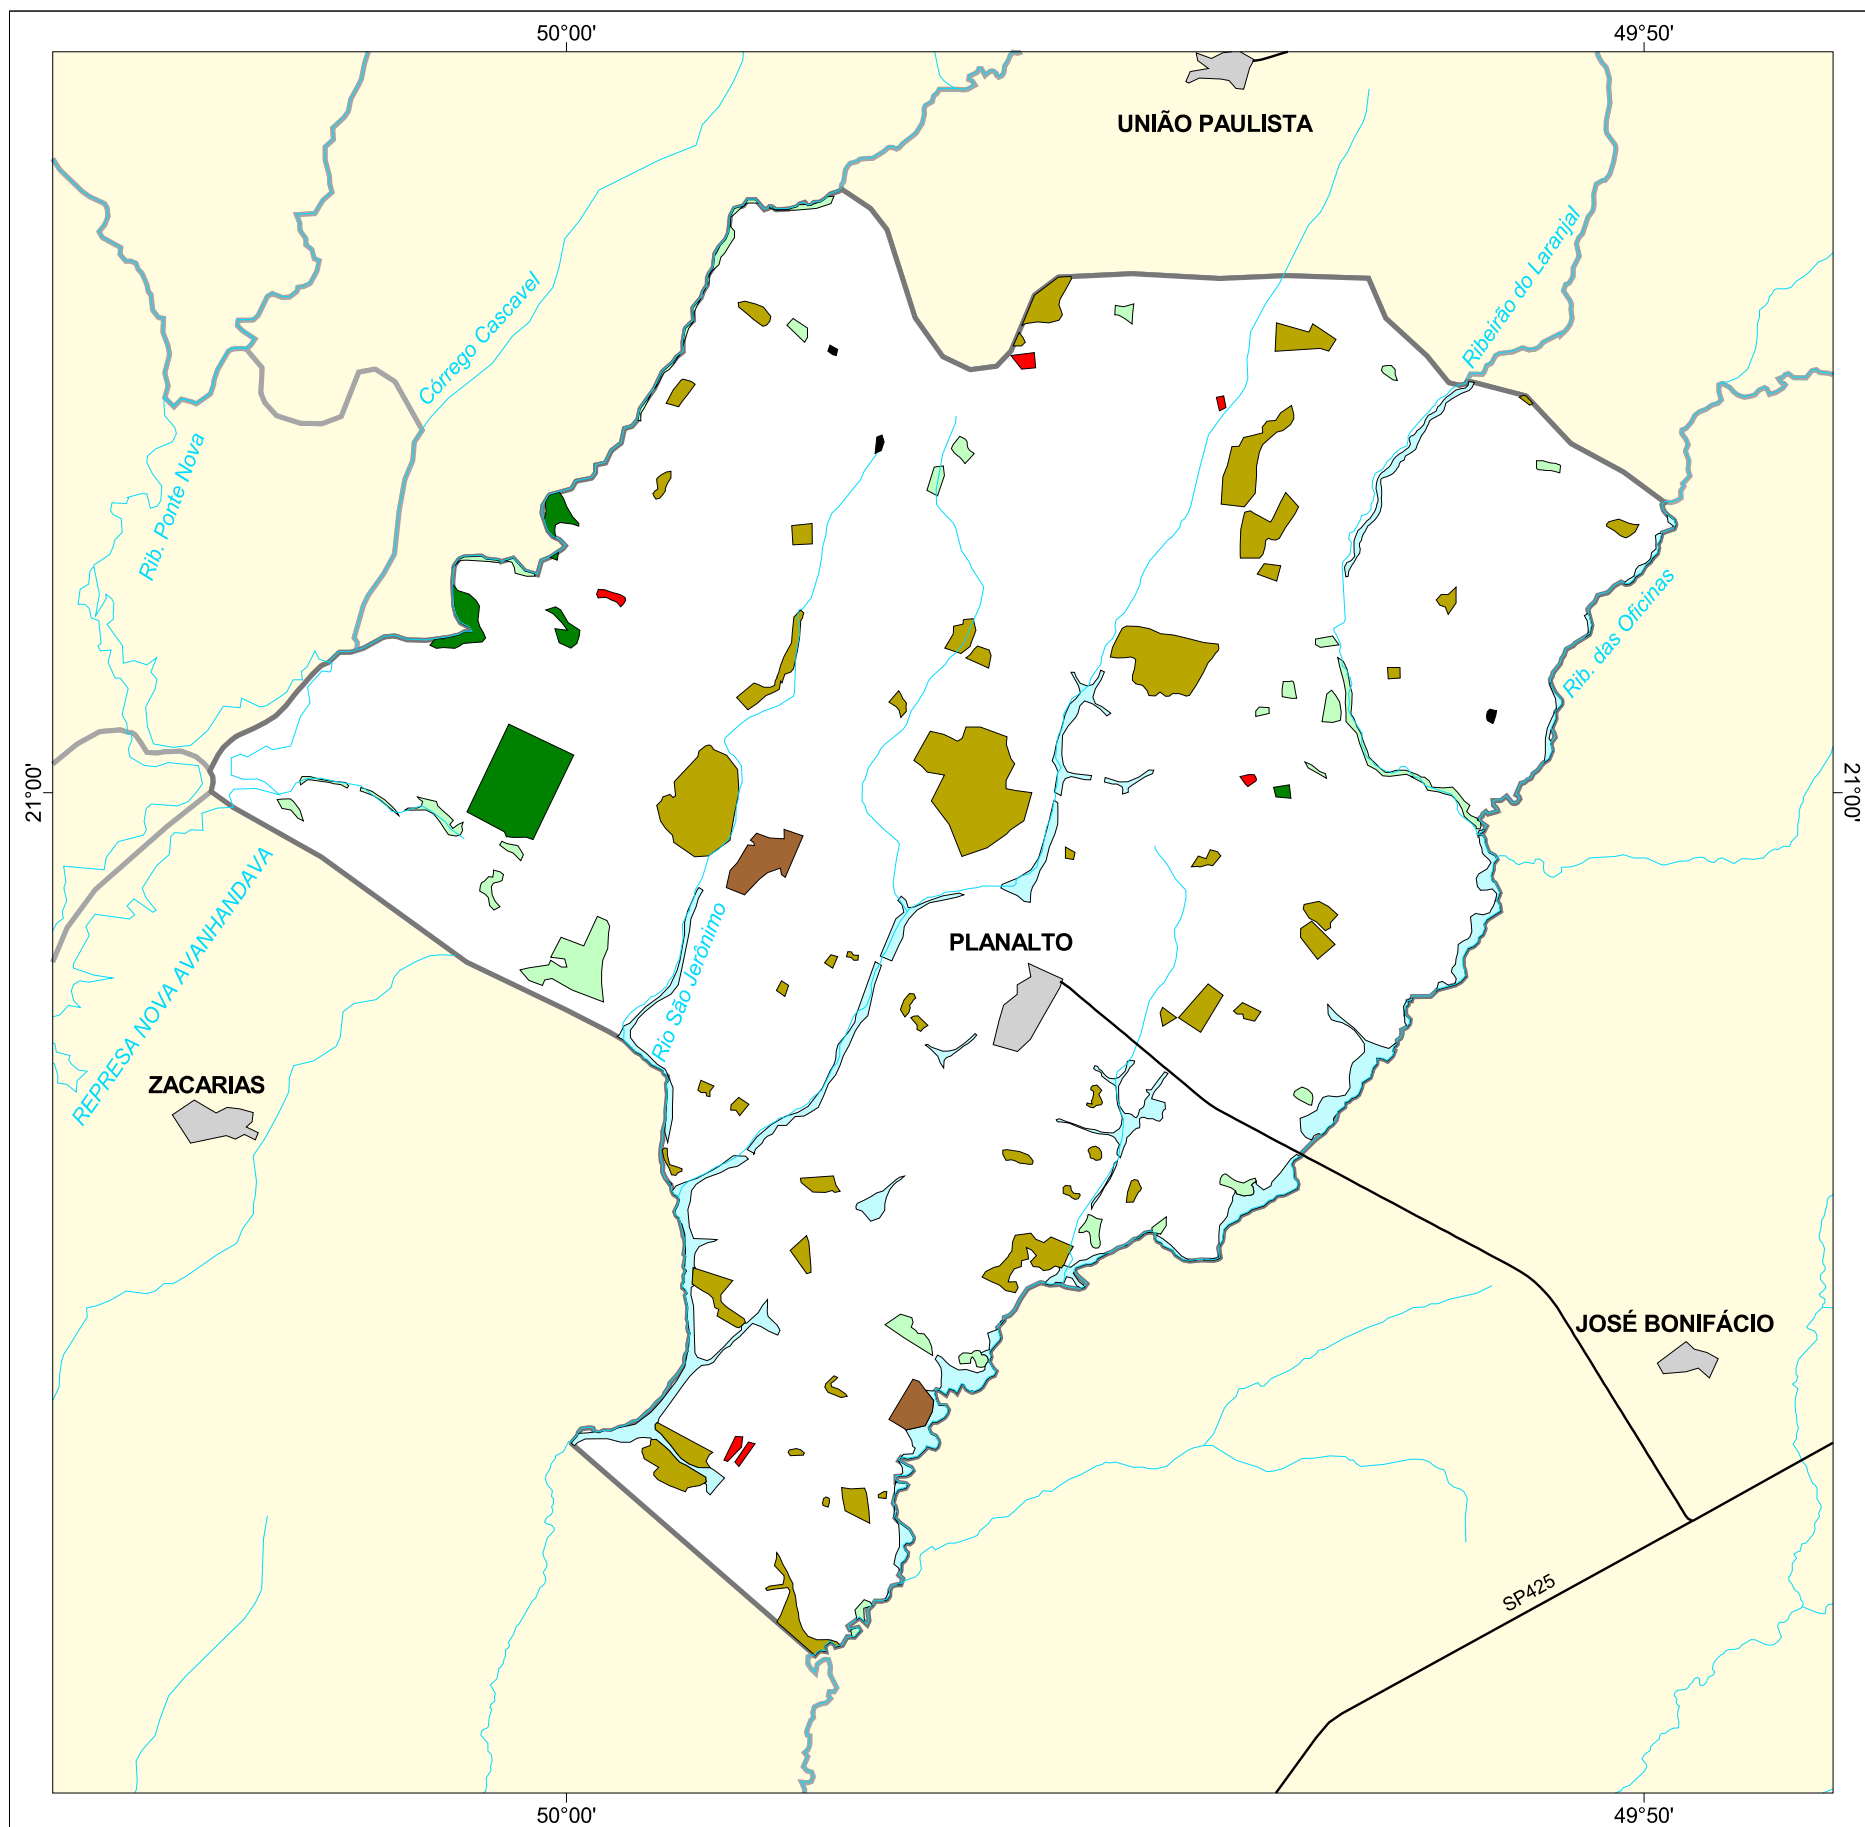 50°00'
49°50'
UNIÃO PAULISTA
Ribeirão do Laranjal
Córrego Cascavel
Rib. Ponte Nova
Rib. das Oficinas
21°00'
21°00'
REPRESA NOVA AVANHANDAVA
Rio São Jerônimo
PLANALTO
ZACARIAS
JOSÉ BONIFÁCIO
SP425
50°00'
49°50'